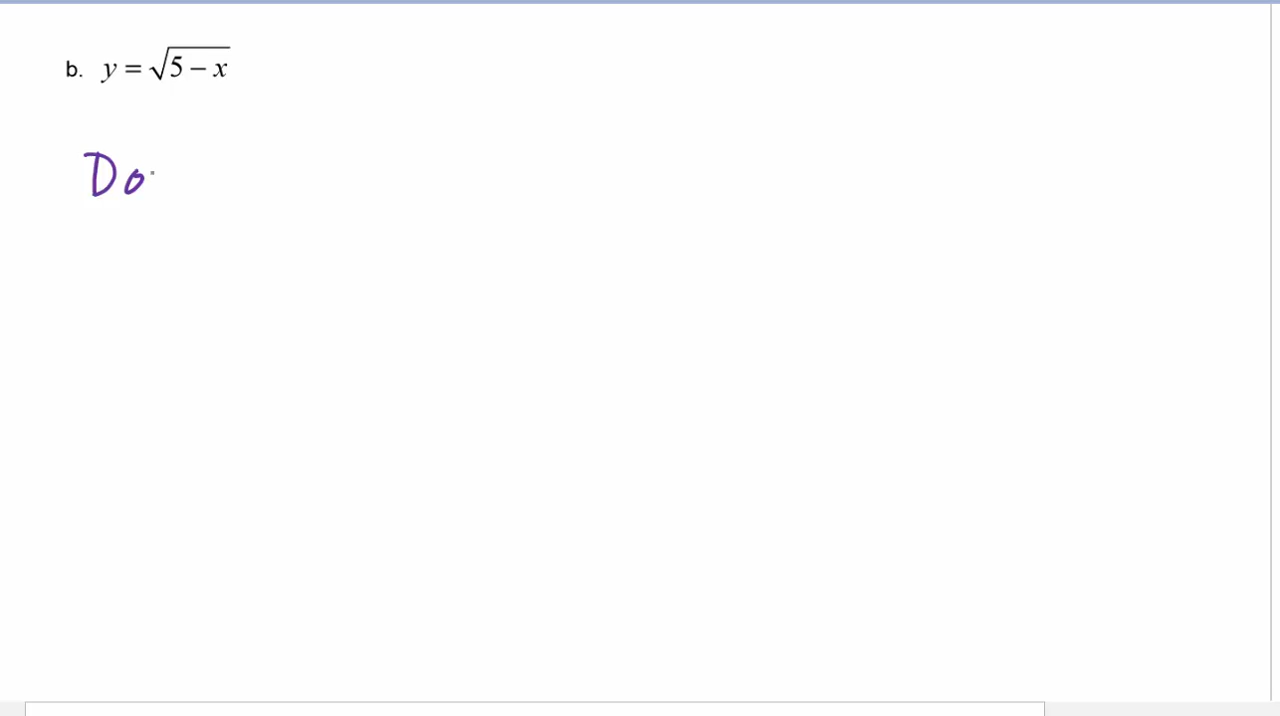 b. y = √(5 − x)
Do